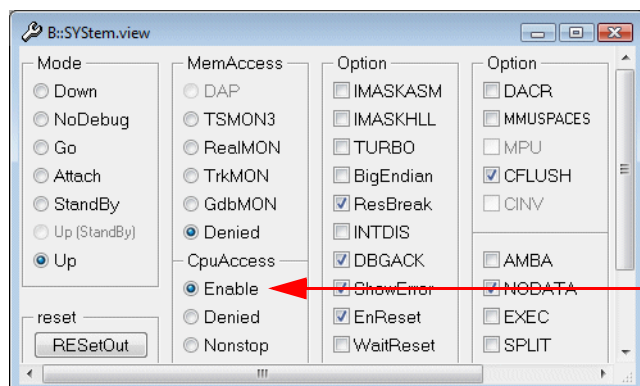 B::SYStem.view
Mode
Down
NoDebug
Go
Attach
StandBy
Up (StandBy)
Up
reset
RESetOut
MemAccess
DAP
TSMON3
RealMON
TrkMON
GdbMON
Denied
CpuAccess
Enable
Denied
Nonstop
Option
IMASKASM
IMASKHLL
TURBO
BigEndian
ResBreak
INTDIS
DBGACK
ShowError
EnReset
WaitReset
Option
DACR
MMUSPACES
MPU
CFLUSH
CINV
AMBA
NODATA
EXEC
SPLIT